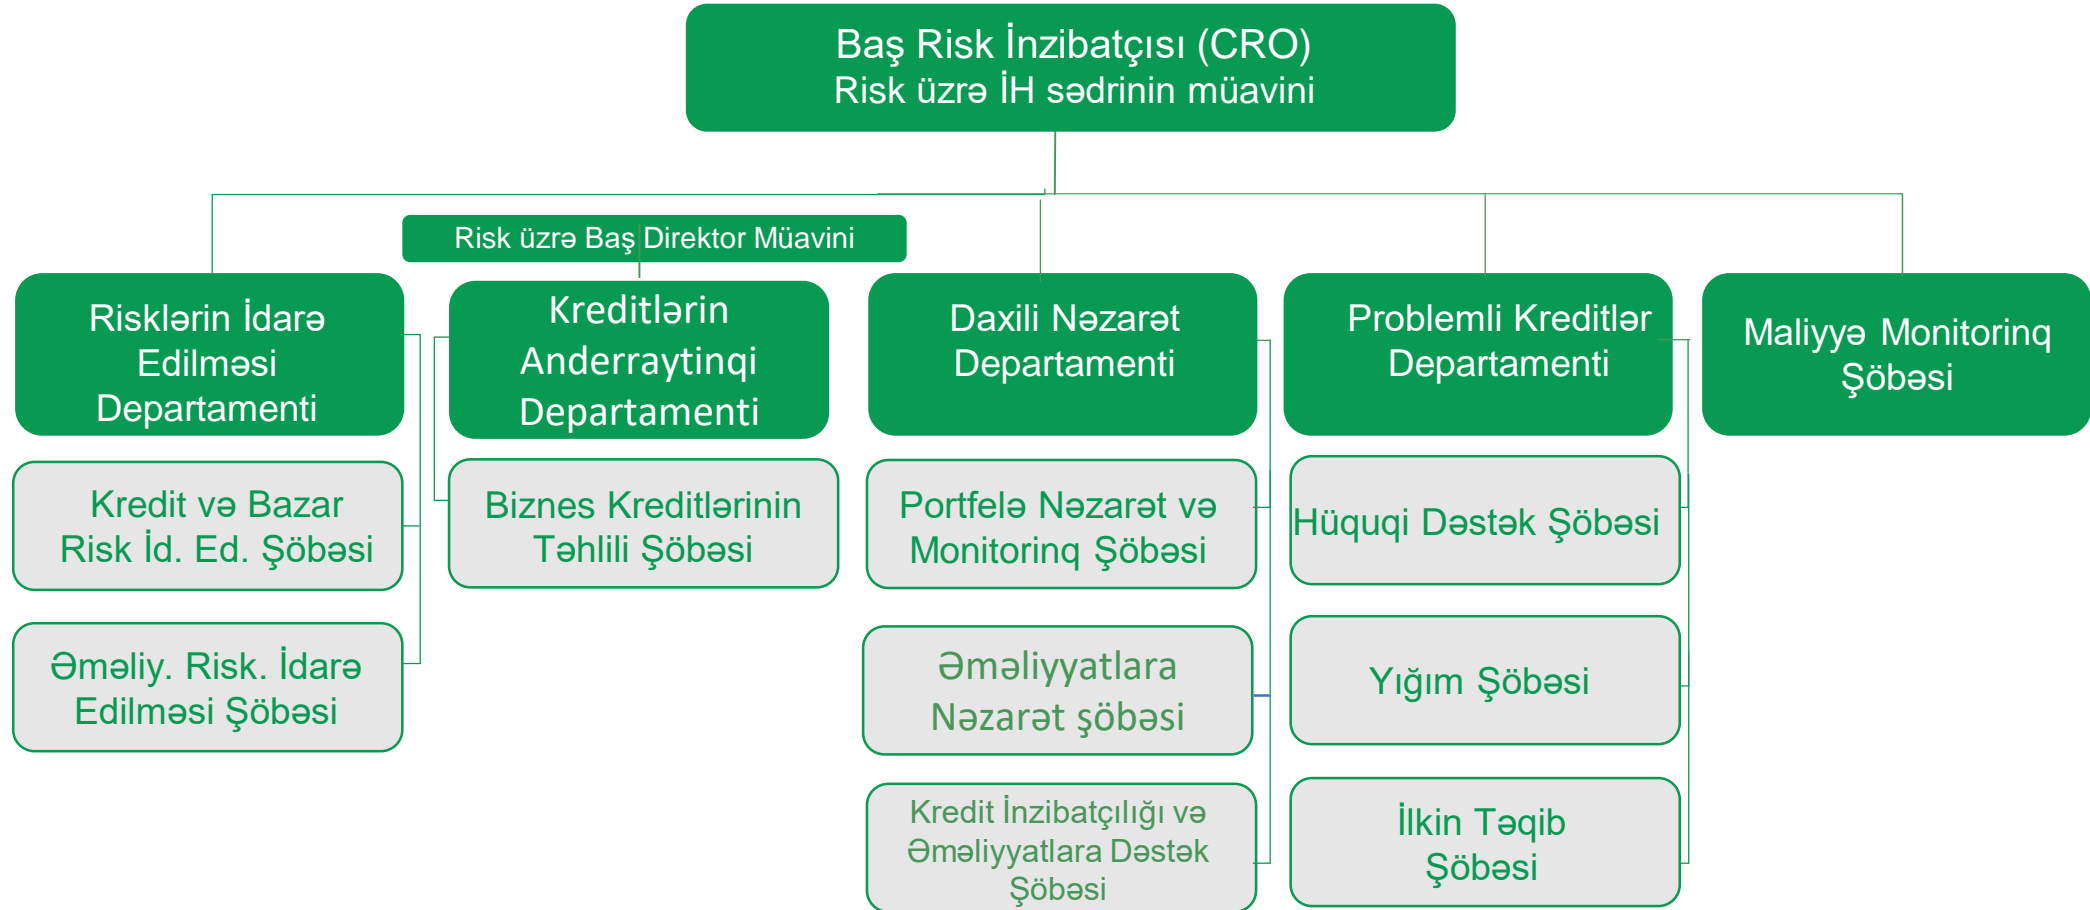 Baş Risk İnzibatçısı (CRO)
Risk üzrə İH sədrinin müavini
Risk üzrə Baş Direktor Müavini
Risklərin İdarə
Edilməsi
Departamenti
Kreditlərin
Anderraytinqi
Departamenti
Daxili Nəzarət
Departamenti
Problemli Kreditlər
Departamenti
Maliyyə Monitorinq
Şöbəsi
Kredit və Bazar
Risk İd. Ed. Şöbəsi
Biznes Kreditlərinin
Təhlili Şöbəsi
Portfelə Nəzarət və
Monitorinq Şöbəsi
Hüquqi Dəstək Şöbəsi
Əməliy. Risk. İdarə
Edilməsi Şöbəsi
Əməliyyatlara
Nəzarət şöbəsi
Yığım Şöbəsi
Kredit İnzibatçılığı və
Əməliyyatlara Dəstək
Şöbəsi
İlkin Təqib
Şöbəsi